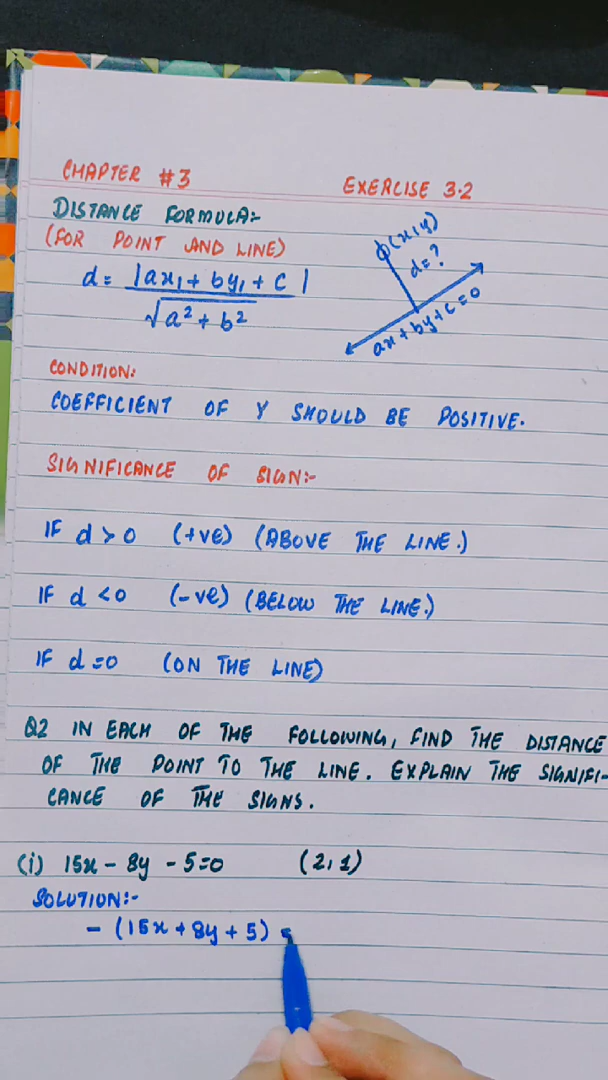 CHAPTER #3 EXERCISE 3.2
DISTANCE FORMULA:-
(FOR POINT AND LINE)
d = |ax₁ + by₁ + c|
√a² + b²
(x, y)
d = ?
ax + by + c = 0
CONDITION:
COEFFICIENT OF Y SHOULD BE POSITIVE.
SIGNIFICANCE OF SIGN:-
IF d > 0 (+ve) (ABOVE THE LINE.)
IF d < 0 (-ve) (BELOW THE LINE.)
IF d = 0 (ON THE LINE)
Q2 IN EACH OF THE FOLLOWING, FIND THE DISTANCE
OF THE POINT TO THE LINE. EXPLAIN THE SIGNIFI-
CANCE OF THE SIGNS.
(i) 15x - 8y - 5 = 0 (2, 1)
SOLUTION:-
- (15x + 8y + 5) =